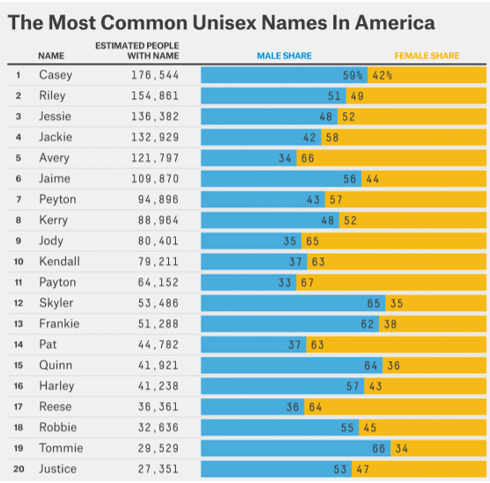 The Most Common Unisex Names In America
NAME ESTIMATED PEOPLE WITH NAME MALE SHARE FEMALE SHARE
1 Casey 176,544 59% 42%
2 Riley 154,861 51 49
3 Jessie 136,382 48 52
4 Jackie 132,929 42 58
5 Avery 121,797 34 66
6 Jaime 109,870 56 44
7 Peyton 94,896 43 57
8 Kerry 88,964 48 52
9 Jody 80,401 35 65
10 Kendall 79,211 37 63
11 Payton 64,152 33 67
12 Skyler 53,486 65 35
13 Frankie 51,288 62 38
14 Pat 44,782 37 63
15 Quinn 41,921 64 36
16 Harley 41,238 57 43
17 Reese 36,361 36 64
18 Robbie 32,636 55 45
19 Tommie 29,529 66 34
20 Justice 27,351 53 47